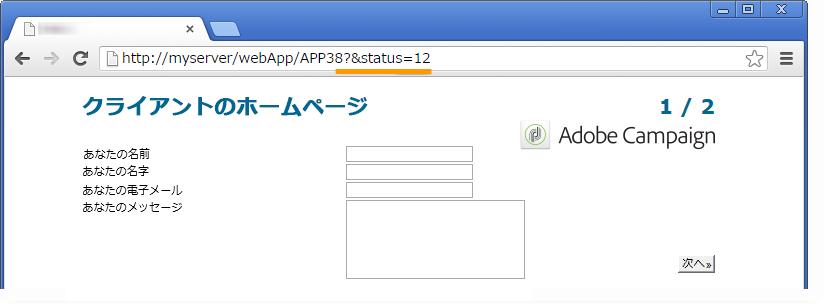 http://myserver/webApp/APP38?&status=12
クライアントのホームページ
1 / 2
Adobe Campaign
あなたの名前
あなたの名字
あなたの電子メール
あなたのメッセージ
次へ»